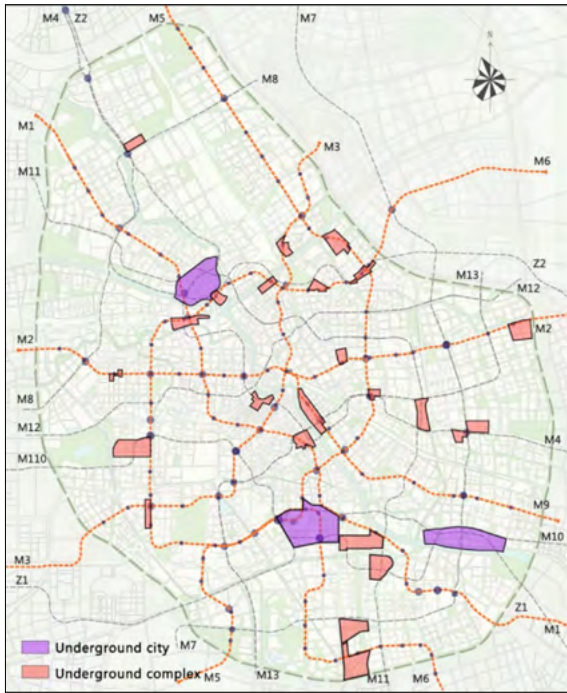 M4 Z2 M5 M7
M8
M1
M3
M11
M6
N
Z2
M13
M12
M2
M2
M8
M12
M4
M110
M9
M10
M3
Z1
Z1
M1
M7
M5
M13
M11
M6
Underground city
Underground complex